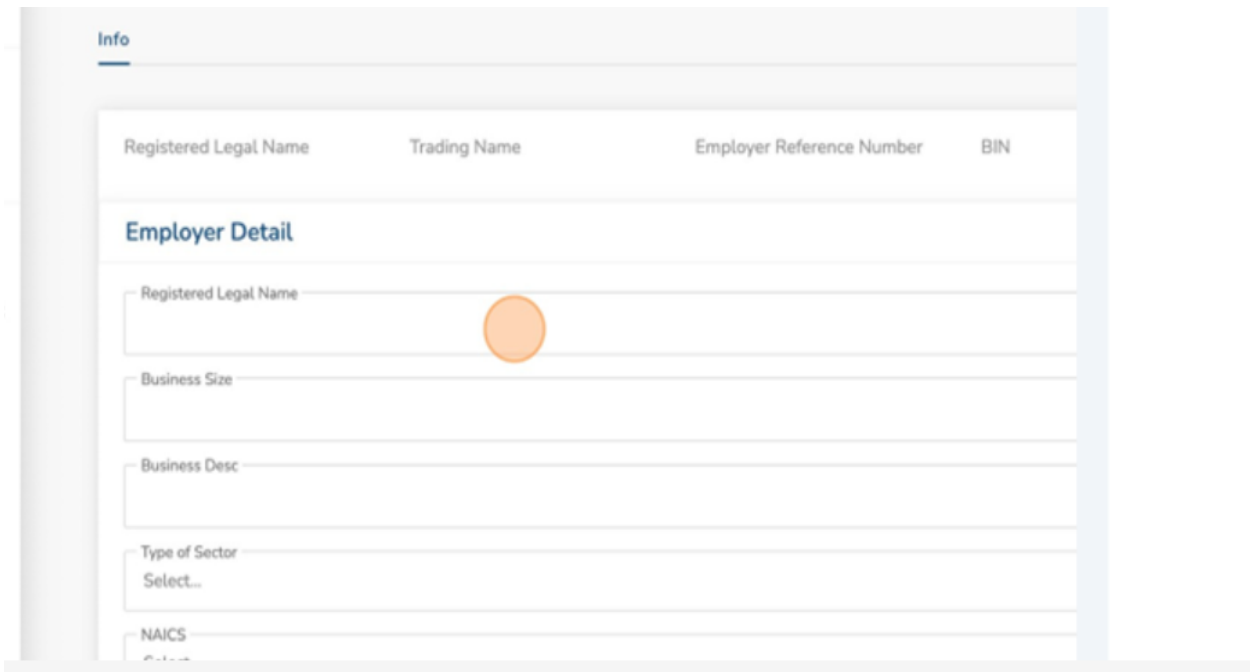 Info
Registered Legal Name Trading Name Employer Reference Number BIN
Employer Detail
Registered Legal Name
Business Size
Business Desc
Type of Sector
Select...
NAICS